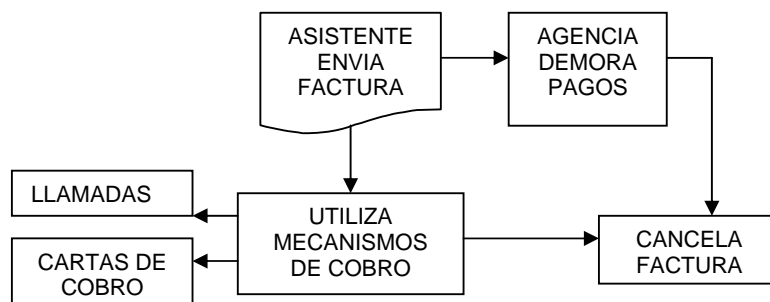 ASISTENTE
ENVIA
FACTURA
AGENCIA
DEMORA
PAGOS
LLAMADAS
CARTAS DE
COBRO
UTILIZA
MECANISMOS
DE COBRO
CANCELA
FACTURA